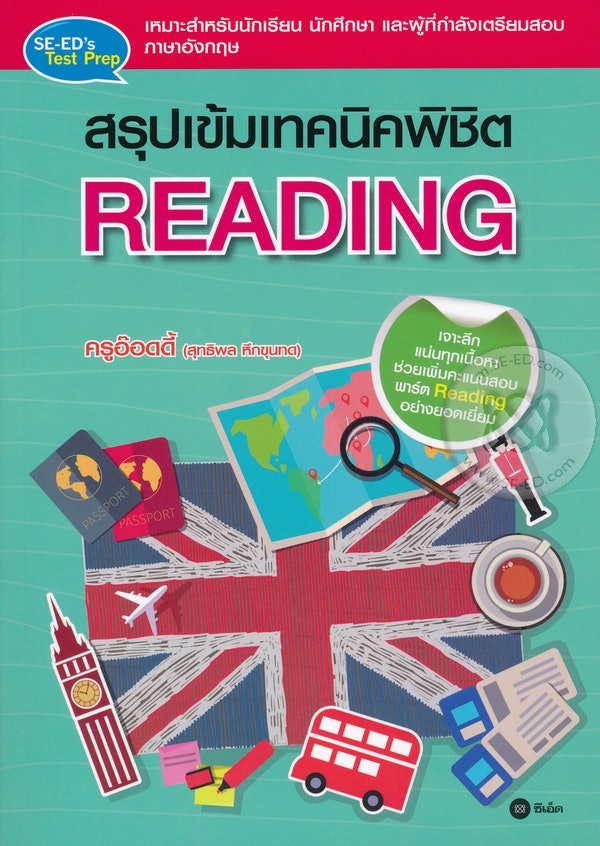 SE-ED's
Test Prep
เหมาะสำหรับนักเรียน นักศึกษา และผู้ที่กำลังเตรียมสอบ
ภาษาอังกฤษ
สรุปเข้มเทคนิคพิชิต
READING
ครูอ๊อดดี้ (สุทธิพล หึกขุนทด)
เจาะลึก
แน่นทุกเนื้อหา
ช่วยเพิ่มคะแนนสอบ
พาร์ต Reading
อย่างยอดเยี่ยม
PASSPORT
PASSPORT
ซีเอ็ด